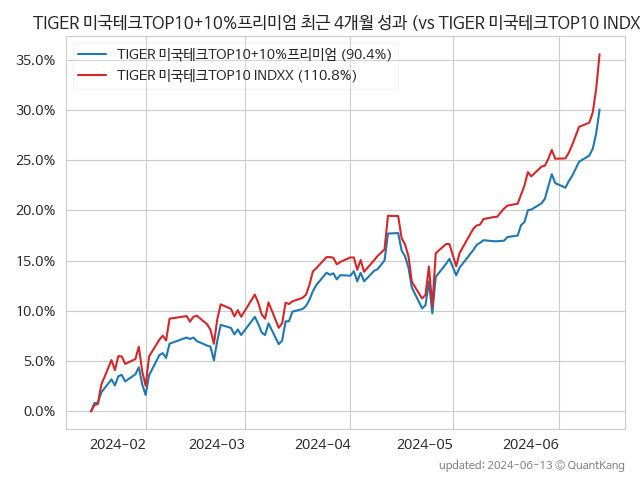 TIGER 미국테크TOP10+10%프리미엄 최근 4개월 성과 (vs TIGER 미국테크TOP10 INDX
TIGER 미국테크TOP10+10%프리미엄 (90.4%)
TIGER 미국테크TOP10 INDXX (110.8%)
35.0%
30.0%
25.0%
20.0%
15.0%
10.0%
5.0%
0.0%
2024-02 2024-03 2024-04 2024-05 2024-06
updated: 2024-06-13 © QuantKang